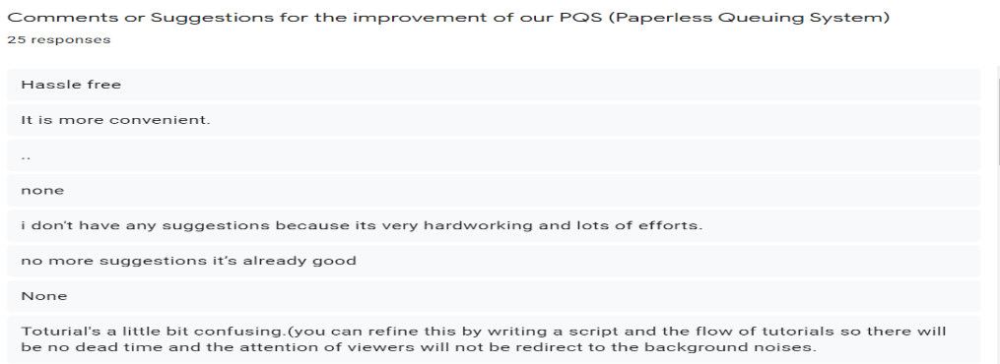 Comments or Suggestions for the improvement of our PQS (Paperless Queuing System)
25 responses
Hassle free
It is more convenient.
..
none
i don't have any suggestions because its very hardworking and lots of efforts.
no more suggestions it's already good
None
Toturial's a little bit confusing.(you can refine this by writing a script and the flow of tutorials so there will
be no dead time and the attention of viewers will not be redirect to the background noises.